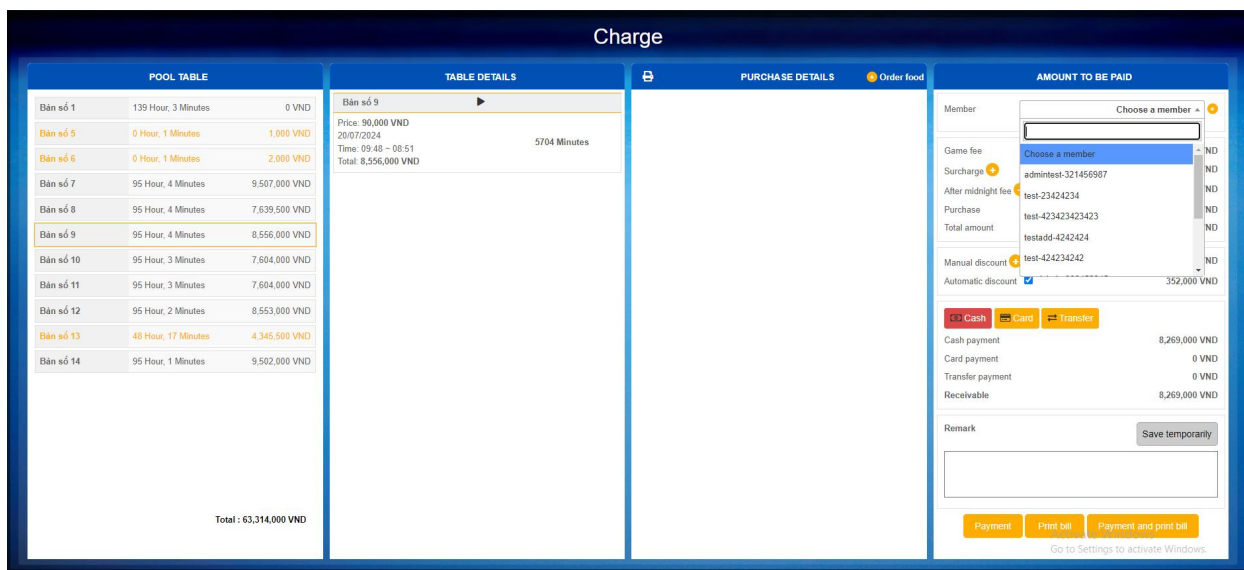 Charge
POOL TABLE
Bàn số 1 139 Hour, 3 Minutes 0 VND
Bàn số 5 0 Hour, 1 Minutes 1,000 VND
Bàn số 6 0 Hour, 1 Minutes 2,000 VND
Bàn số 7 95 Hour, 4 Minutes 9,507,000 VND
Bàn số 8 95 Hour, 4 Minutes 7,639,500 VND
Bàn số 9 95 Hour, 4 Minutes 8,556,000 VND
Bàn số 10 95 Hour, 3 Minutes 7,604,000 VND
Bàn số 11 95 Hour, 3 Minutes 7,604,000 VND
Bàn số 12 95 Hour, 2 Minutes 8,553,000 VND
Bàn số 13 48 Hour, 17 Minutes 4,345,500 VND
Bàn số 14 95 Hour, 1 Minutes 9,502,000 VND
Total : 63,314,000 VND
TABLE DETAILS
Bàn số 9
Price: 90,000 VND
20/07/2024
Time: 09:48 ~ 08:51
Total: 8,556,000 VND
5704 Minutes
PURCHASE DETAILS Order food
AMOUNT TO BE PAID
Member Choose a member
Choose a member
admintest-321456987
test-23424234
test-423423423423
testadd-4242424
test-424234242
Game fee ND
Surcharge ND
After midnight fee ND
Purchase ND
Total amount ND
Manual discount ND
Automatic discount 352,000 VND
Cash Card Transfer
Cash payment 8,269,000 VND
Card payment 0 VND
Transfer payment 0 VND
Receivable 8,269,000 VND
Remark Save temporarily
Payment Print bill Payment and print bill
Go to Settings to activate Windows.